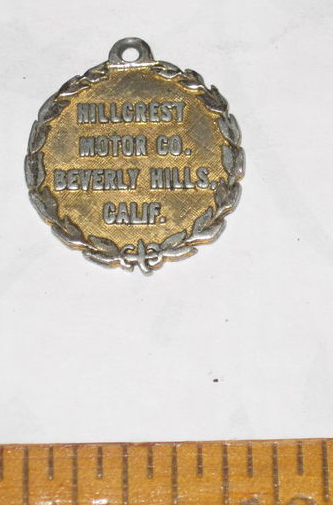 HILLCREST
MOTOR CO.
BEVERLY HILLS,
CALIF.